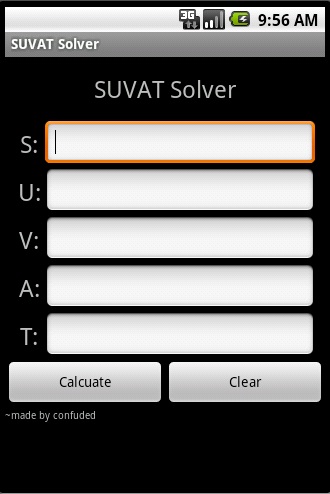 3G 9:56 AM
SUVAT Solver
SUVAT Solver
S:
U:
V:
A:
T:
Calcuate Clear
~made by confuded